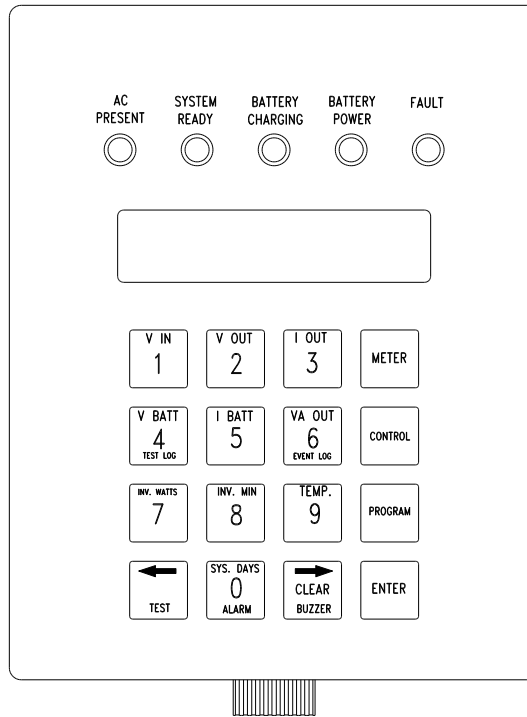 AC PRESENT
SYSTEM READY
BATTERY CHARGING
BATTERY POWER
FAULT
V IN
1
V OUT
2
I OUT
3
METER
V BATT
4
TEST LOG
I BATT
5
VA OUT
6
EVENT LOG
CONTROL
INV. WATTS
7
INV. MIN
8
TEMP.
9
PROGRAM
TEST
SYS. DAYS
0
ALARM
CLEAR
BUZZER
ENTER